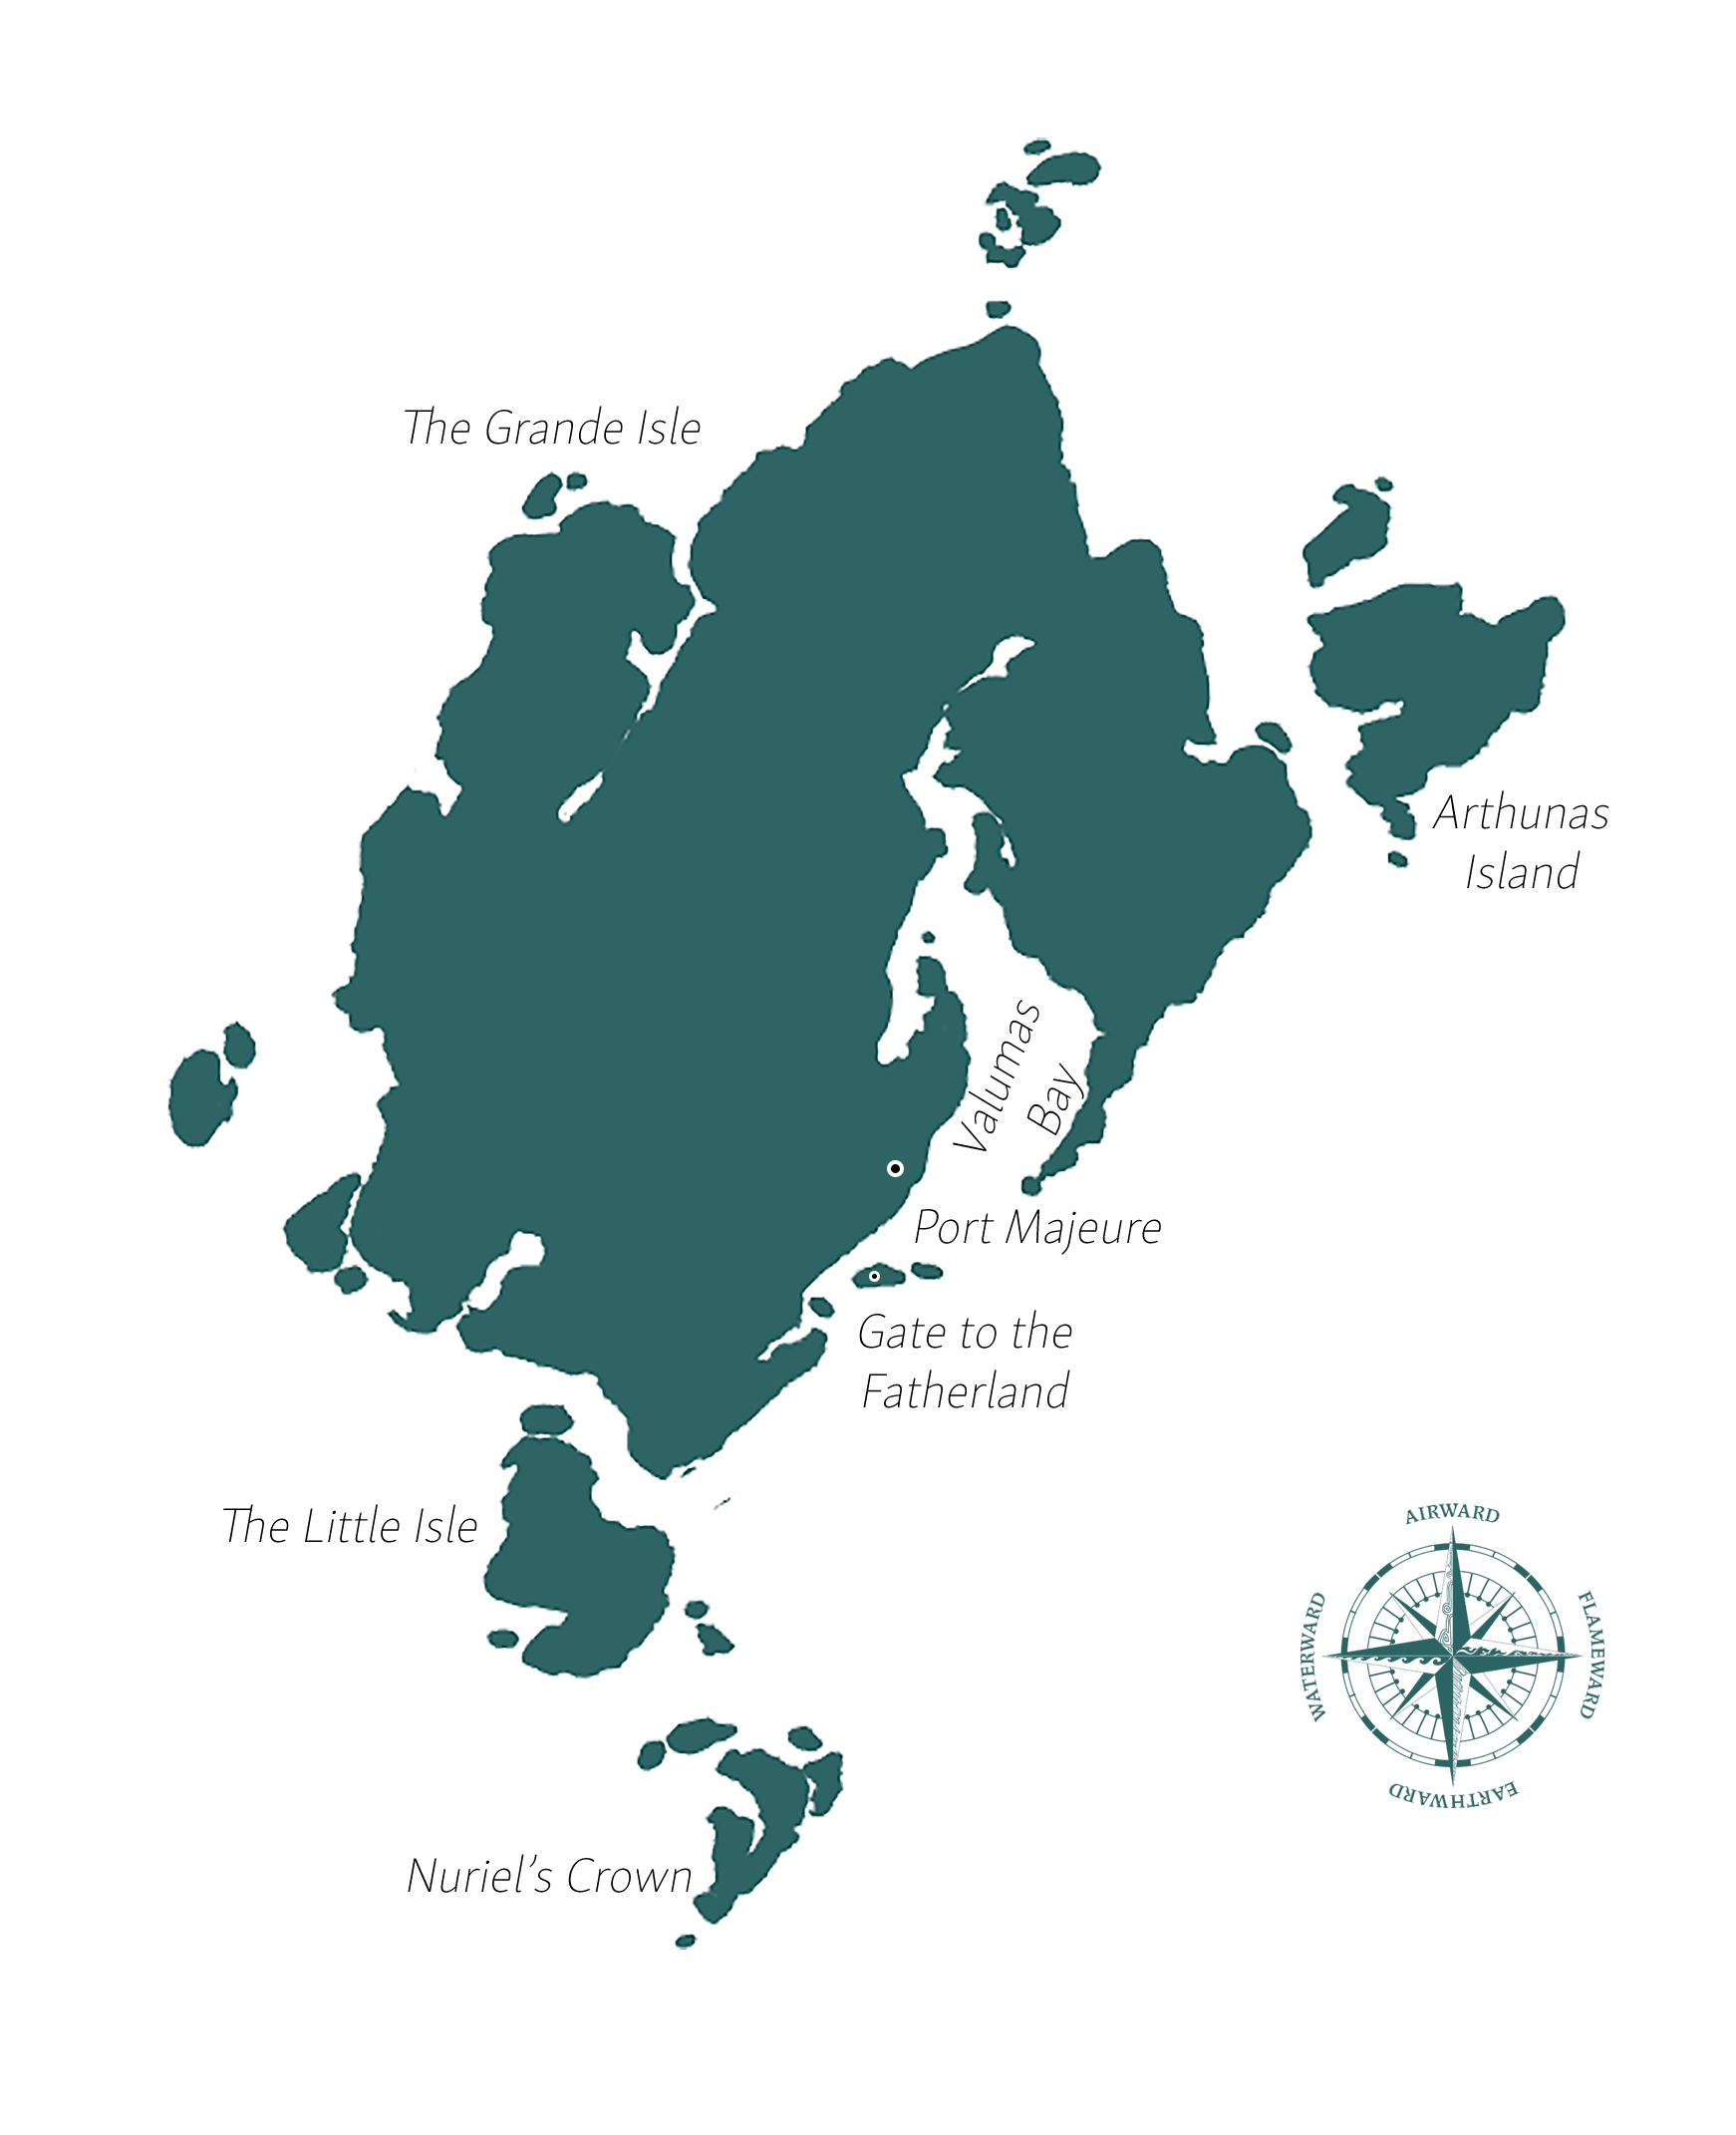 The Grande Isle
Arthunas
Island
Valumas
Bay
Port Majeure
Gate to the
Fatherland
The Little Isle
Nuriel’s Crown
AIRWARD
WATERWARD
FLAMEWARD
EARTHWARD